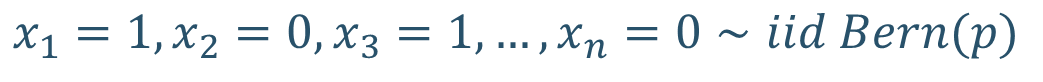 x₁ = 1, x₂ = 0, x₃ = 1, ..., xₙ = 0 ~ iid Bern(p)